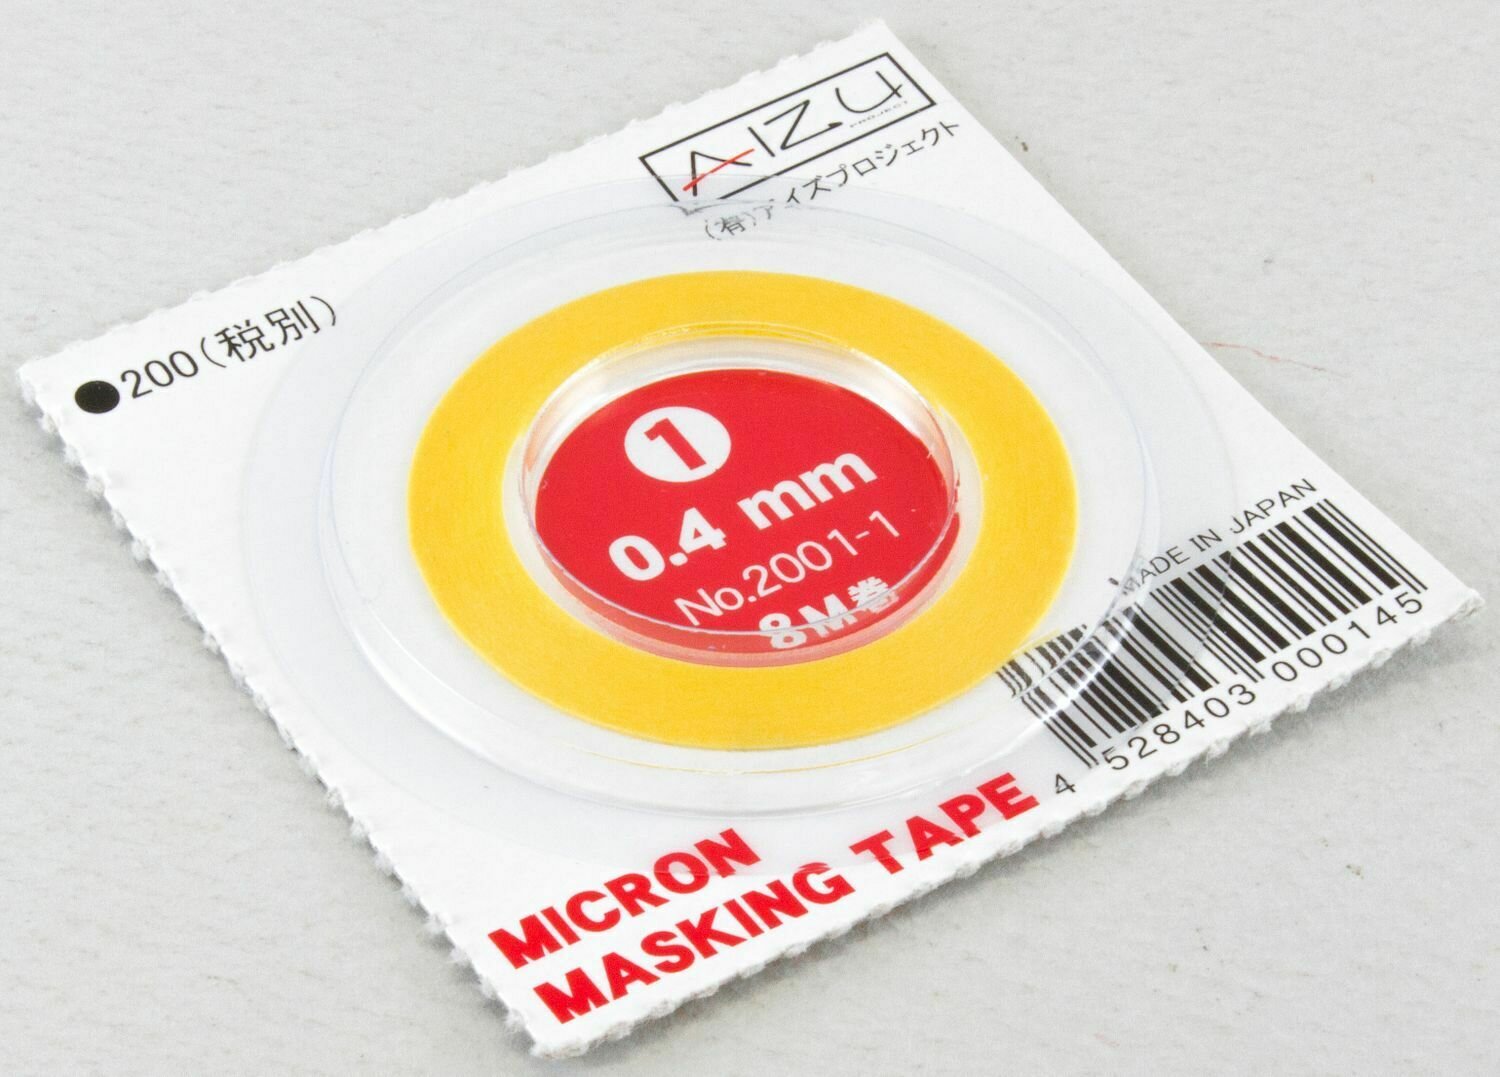 AIZU
PROJECT
(有)アイズプロジェクト
●200(税別)
1
0.4 mm
No.2001-1
8M巻
MADE IN JAPAN
4 528403 000145
MICRON
MASKING TAPE